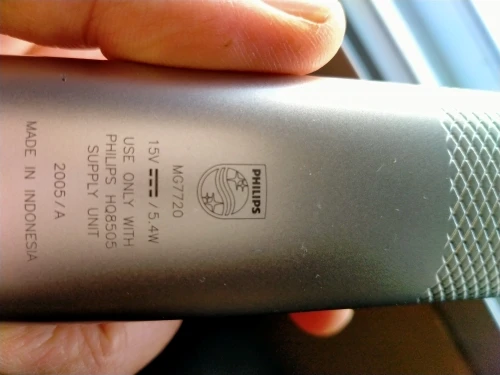 PHILIPS
MG7720
15V ⎓ / 5.4W
USE ONLY WITH
PHILIPS HQ8505
SUPPLY UNIT
2005 / A
MADE IN INDONESIA